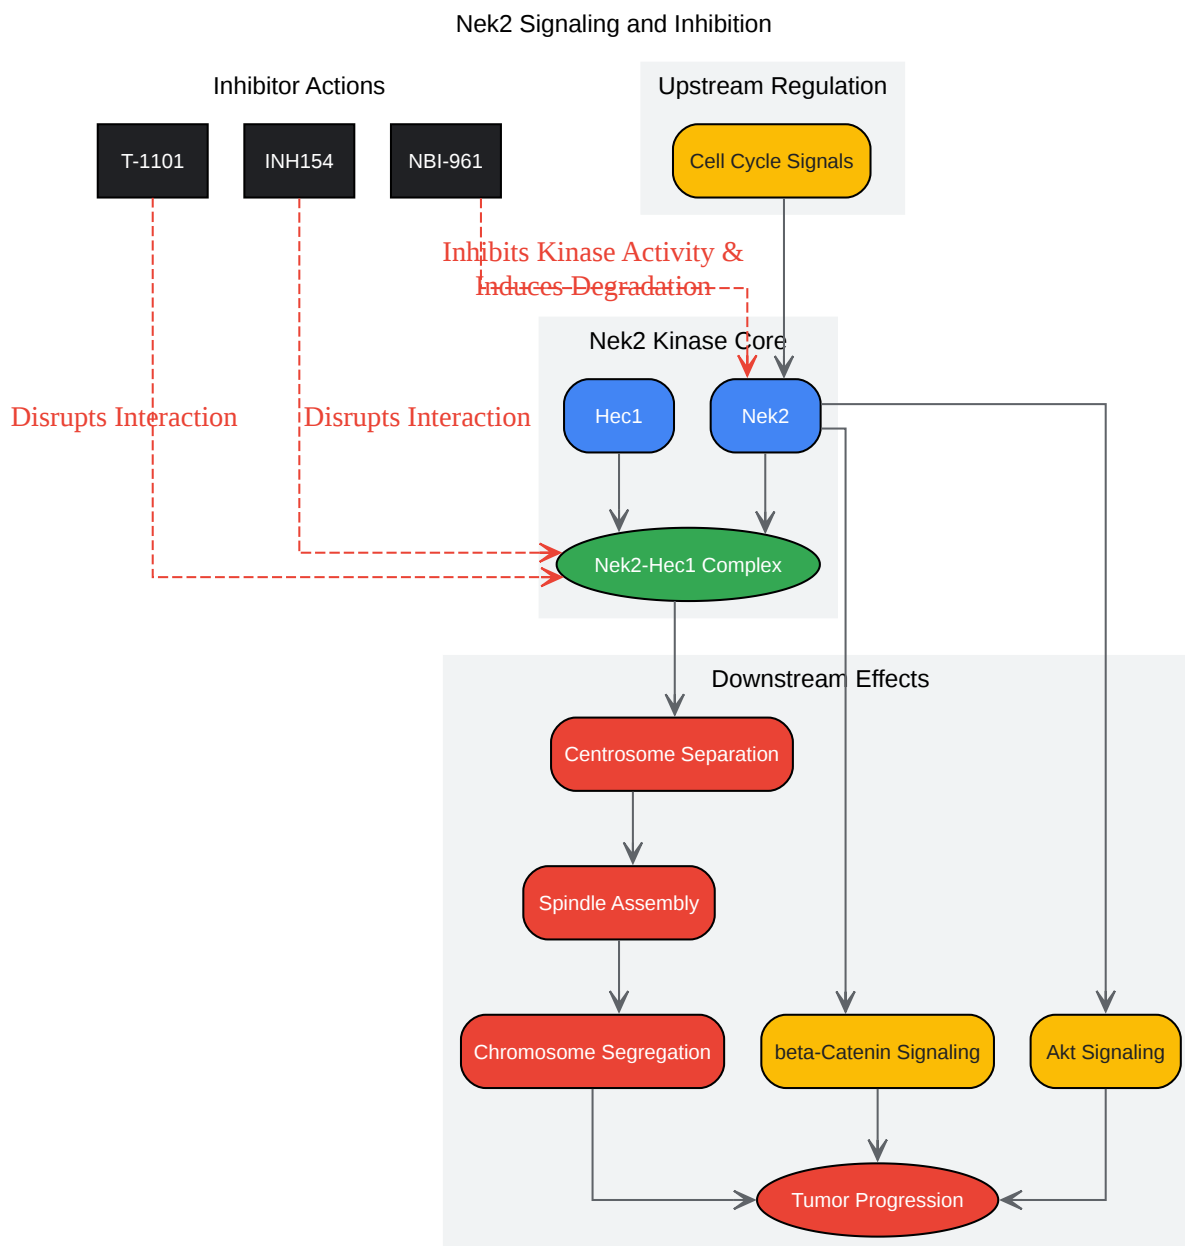 Nek2 Signaling and Inhibition
Inhibitor Actions
Upstream Regulation
T-1101
INH154
NBI-961
Cell Cycle Signals
Inhibits Kinase Activity &
Induces Degradation
Nek2 Kinase Core
Disrupts Interaction
Disrupts Interaction
Hec1
Nek2
Nek2-Hec1 Complex
Downstream Effects
Centrosome Separation
Spindle Assembly
Chromosome Segregation
beta-Catenin Signaling
Akt Signaling
Tumor Progression